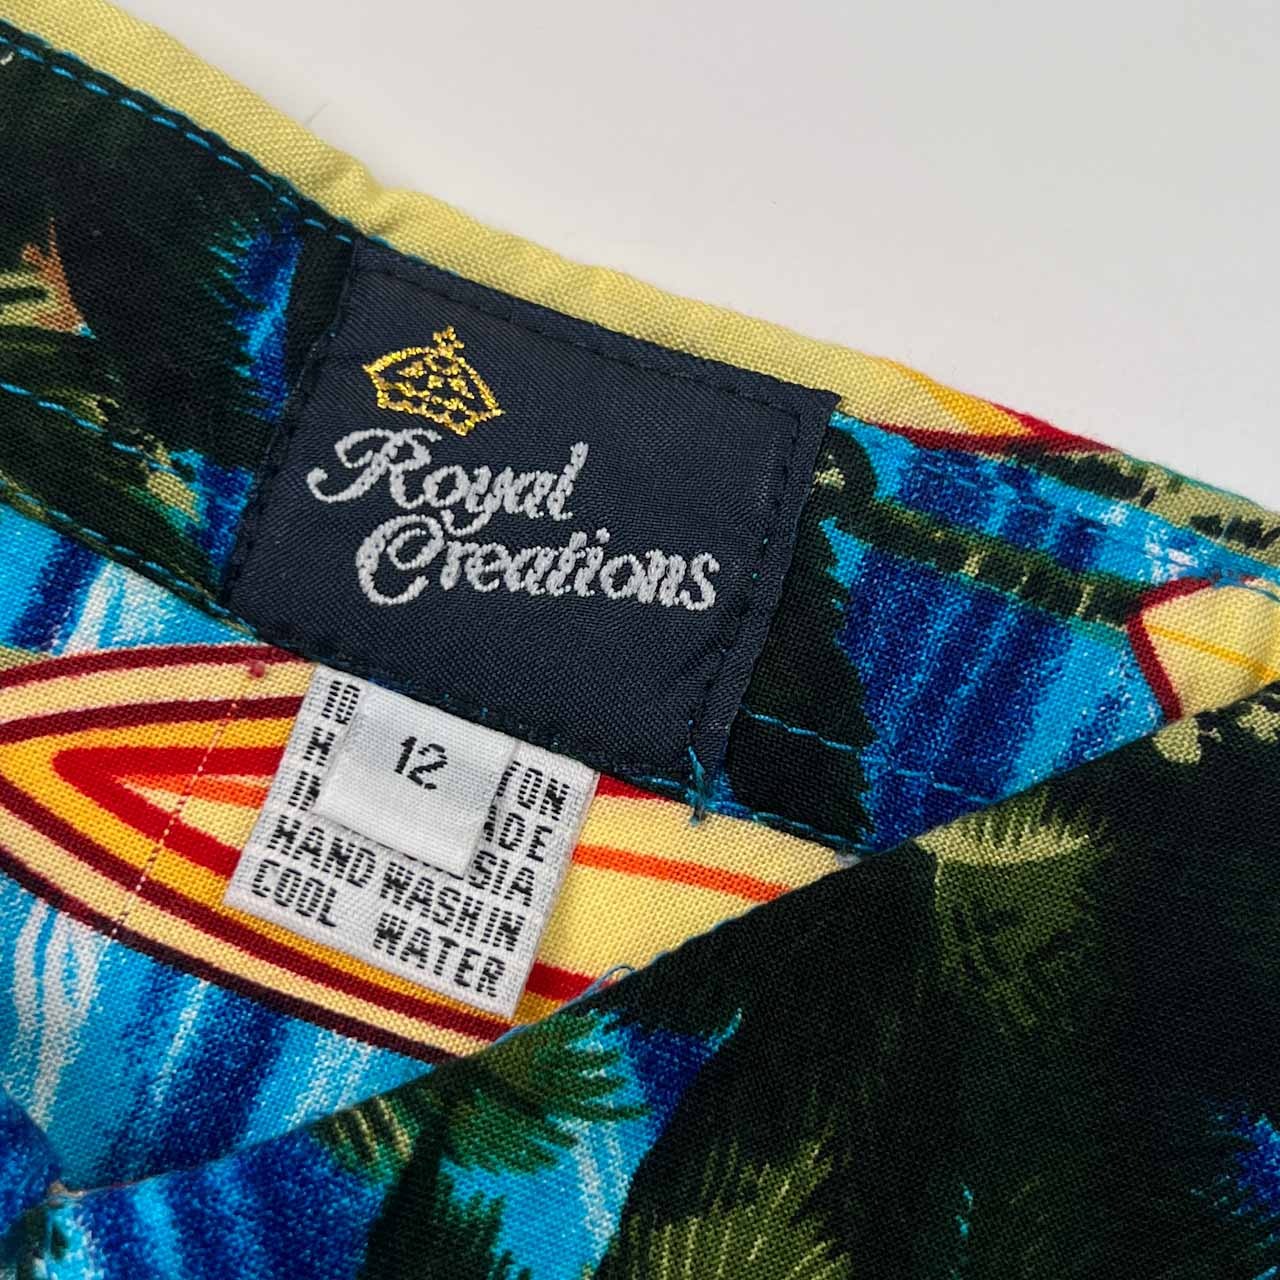 Royal
Creations
12
HAND WASH IN
COOL WATER